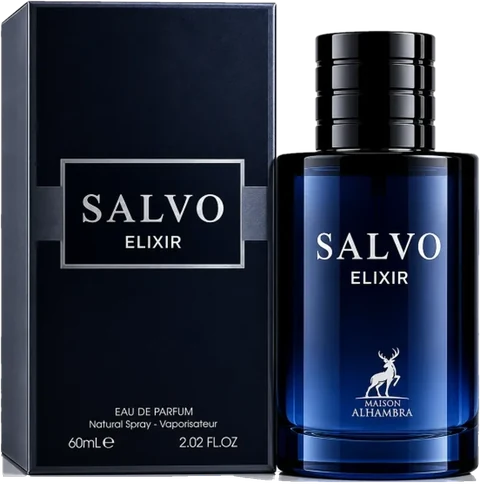 SALVO
ELIXIR
EAU DE PARFUM
Natural Spray - Vaporisateur
60mL℮ 2.02 FL.OZ
SALVO
ELIXIR
MAISON
ALHAMBRA